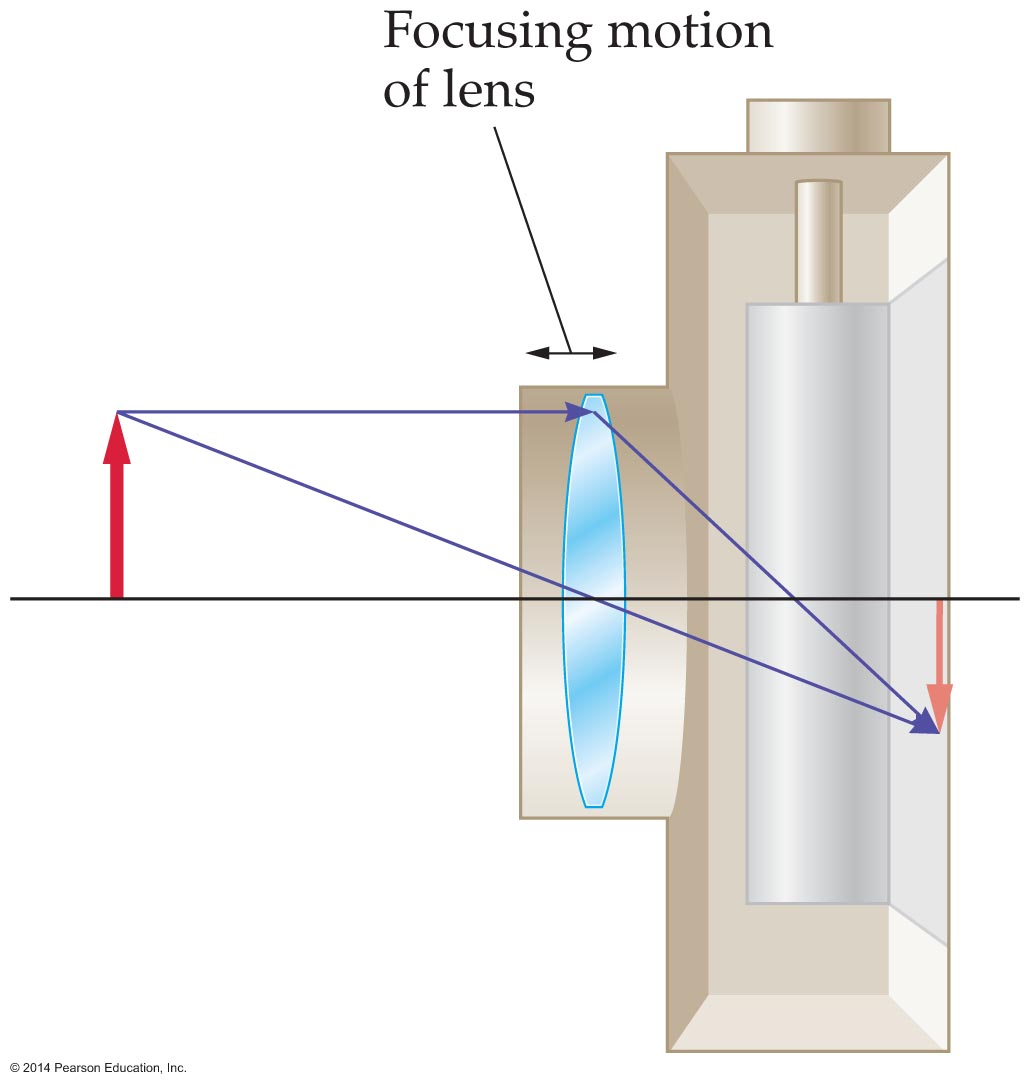 Focusing motion
of lens
© 2014 Pearson Education, Inc.